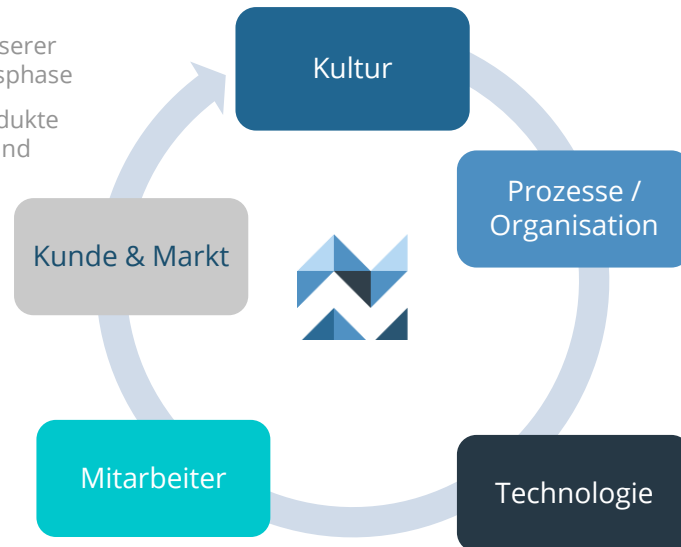 Kultur
Prozesse /
Organisation
Kunde & Markt
Mitarbeiter
Technologie